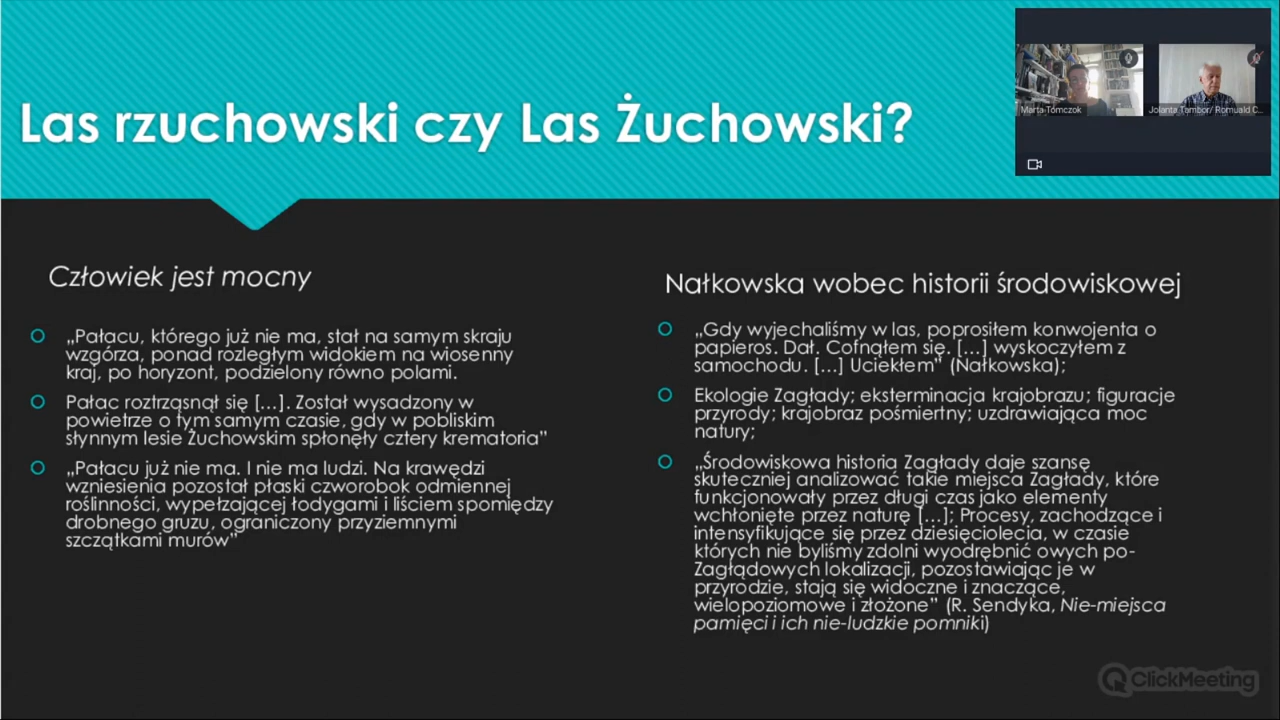 Las rzuchowski czy Las Żuchowski?
Marta Tomczok
Jolanta Tambor/ Romuald C...
Człowiek jest mocny
„Pałacu, którego już nie ma, stał na samym skraju
wzgórza, ponad rozległym widokiem na wiosenny
kraj, po horyzont, podzielony równo polami.
Pałac roztrząsnął się [...]. Został wysadzony w
powietrze o tym samym czasie, gdy w pobliskim
słynnym lesie Żuchowskim spłonęły cztery krematoria”
„Pałacu już nie ma. I nie ma ludzi. Na krawędzi
wzniesienia pozostał płaski czworobok odmiennej
roślinności, wypełzającej łodygami i liściem spomiędzy
drobnego gruzu, ograniczony przyziemnymi
szczątkami murów”
Nałkowska wobec historii środowiskowej
„Gdy wyjechaliśmy w las, poprosiłem konwojenta o
papieros. Dał. Cofnąłem się. [...] wyskoczyłem z
samochodu. [...] Uciekłem” (Nałkowska);
Ekologie Zagłady; eksterminacja krajobrazu; figuracje
przyrody; krajobraz pośmiertny; uzdrawiająca moc
natury;
„Środowiskowa historia Zagłady daje szansę
skuteczniej analizować takie miejsca Zagłady, które
funkcjonowały przez długi czas jako elementy
wchłonięte przez naturę [...]; Procesy, zachodzące i
intensyfikujące się przez dziesięciolecia, w czasie
których nie byliśmy zdolni wyodrębnić owych po-
Zagłądowych lokalizacji, pozostawiając je w
przyrodzie, stają się widoczne i znaczące,
wielopoziomowe i złożone” (R. Sendyka, Nie-miejsca
pamięci i ich nie-ludzkie pomniki)
ClickMeeting